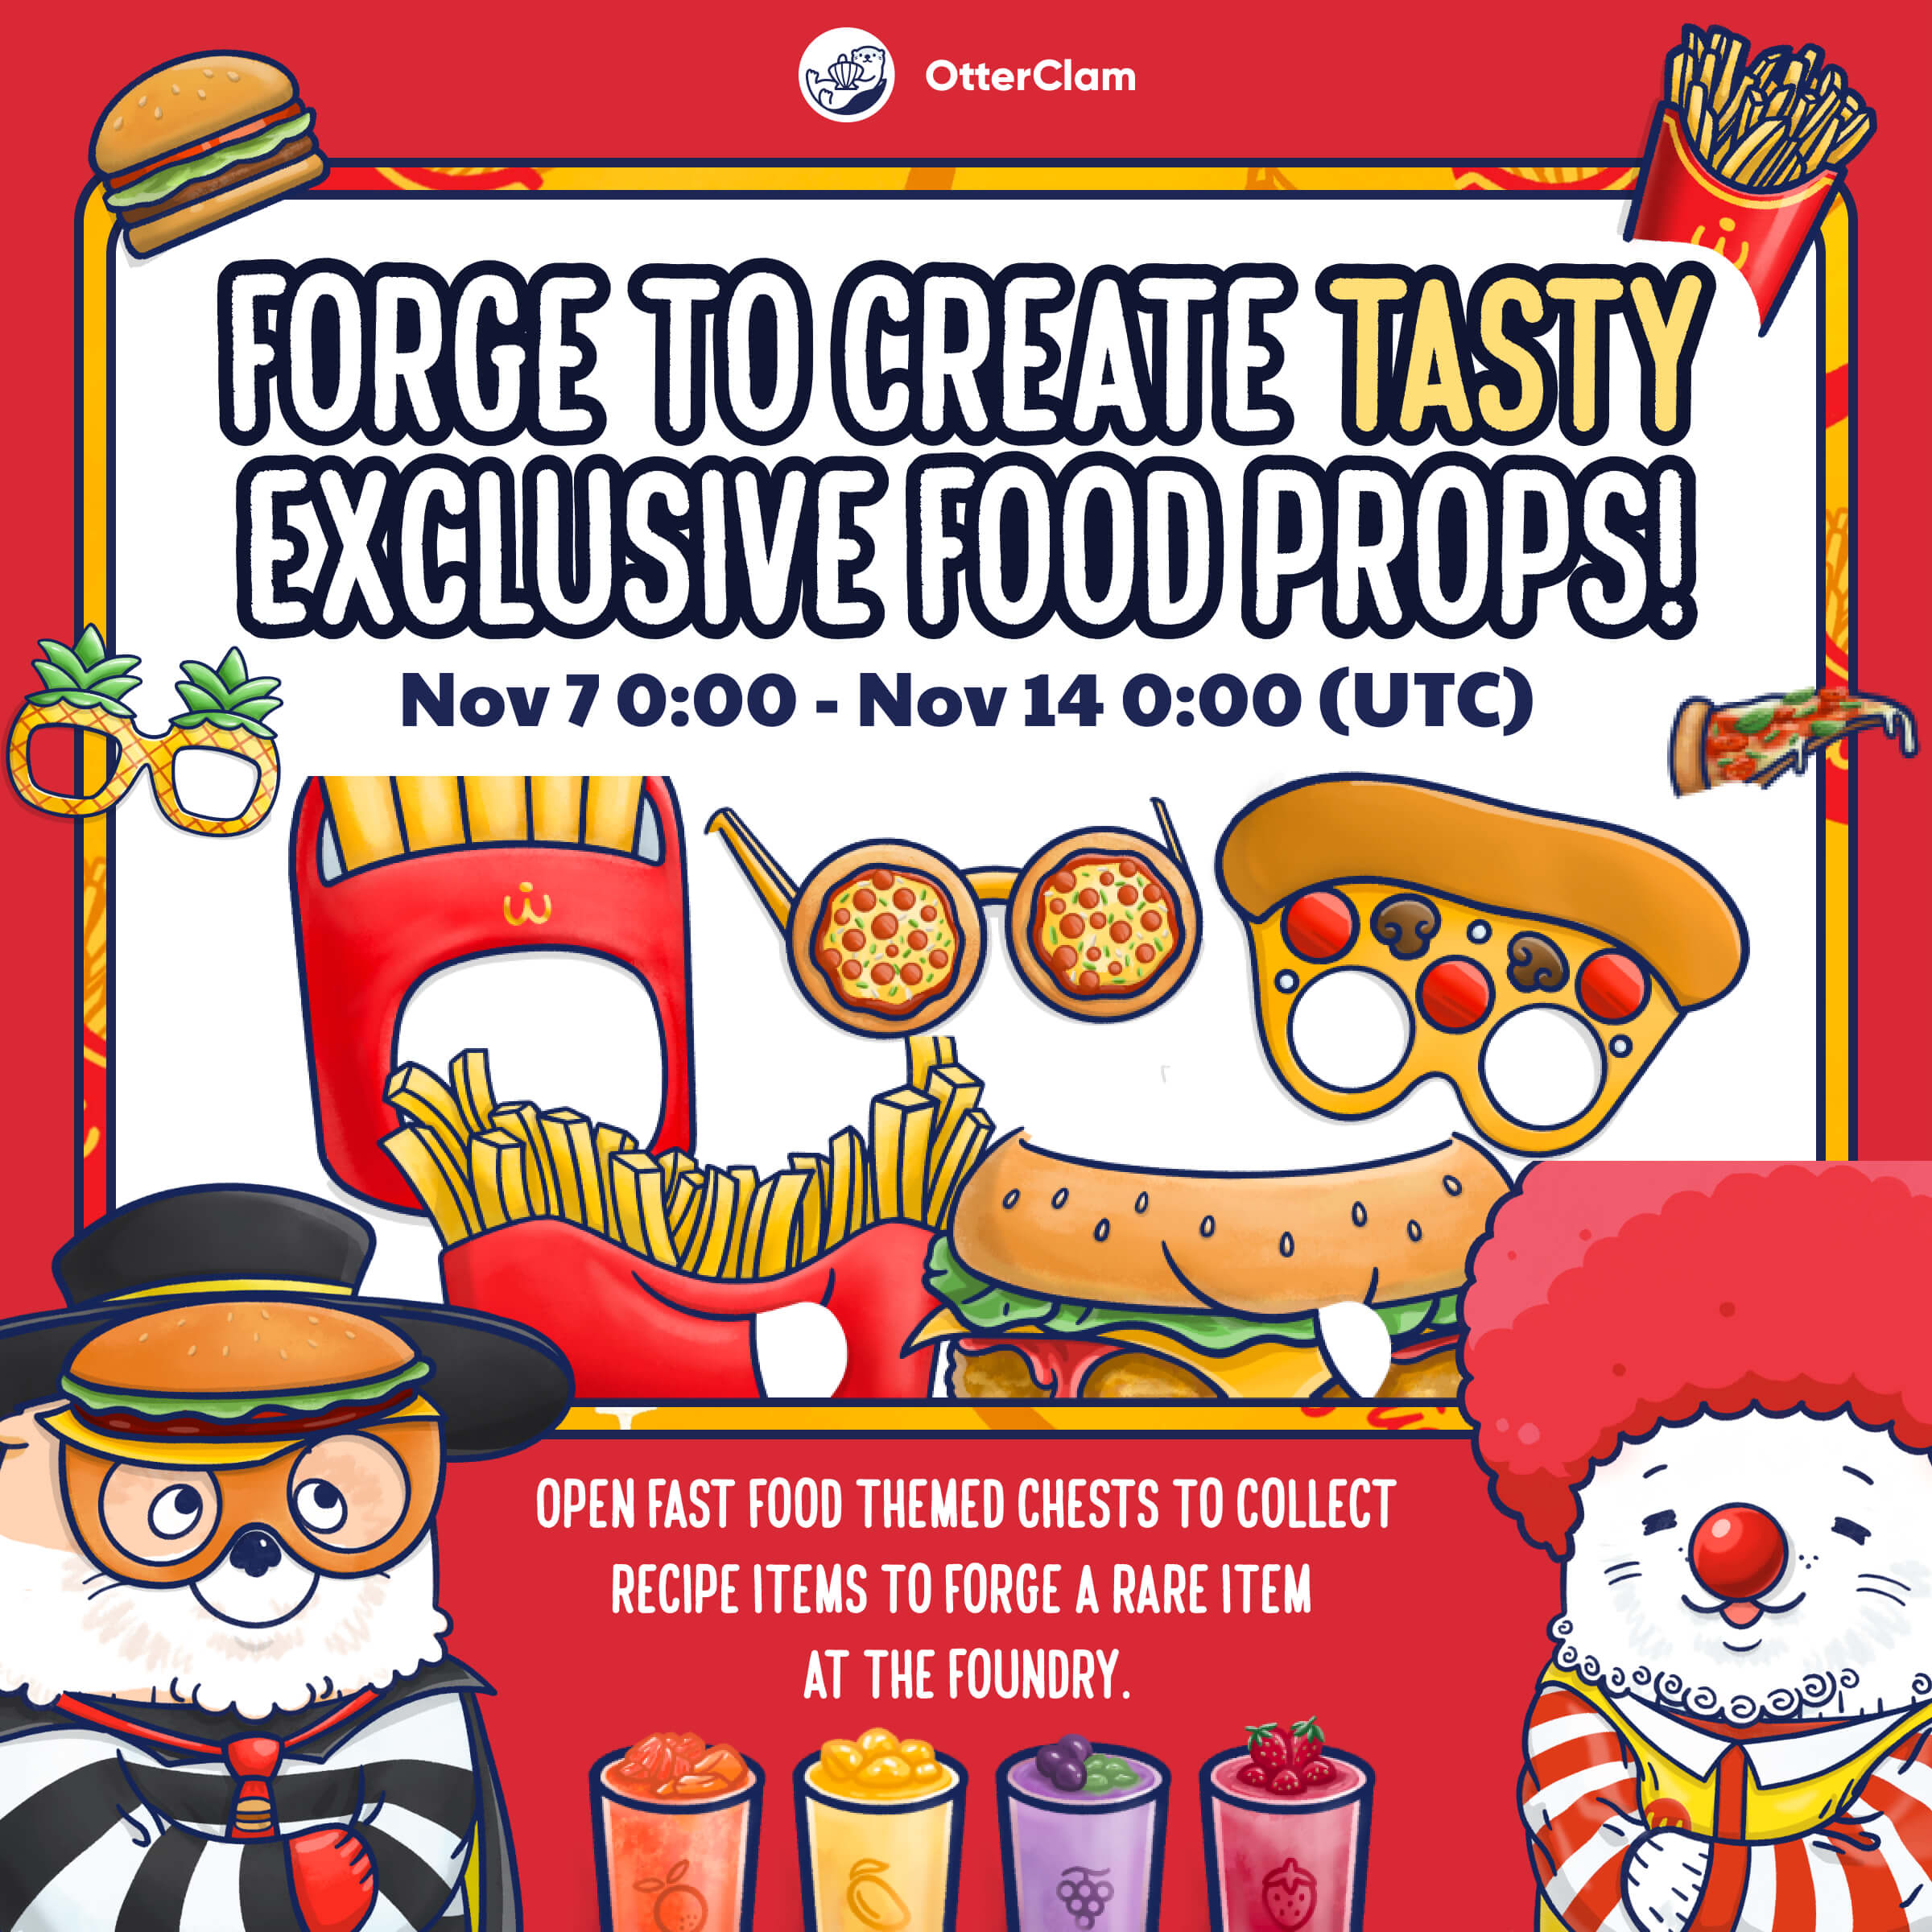 OtterClam
FORGE TO CREATE TASTY
EXCLUSIVE FOOD PROPS!
Nov 7 0:00 - Nov 14 0:00 (UTC)
OPEN FAST FOOD THEMED CHESTS TO COLLECT
RECIPE ITEMS TO FORGE A RARE ITEM
AT THE FOUNDRY.